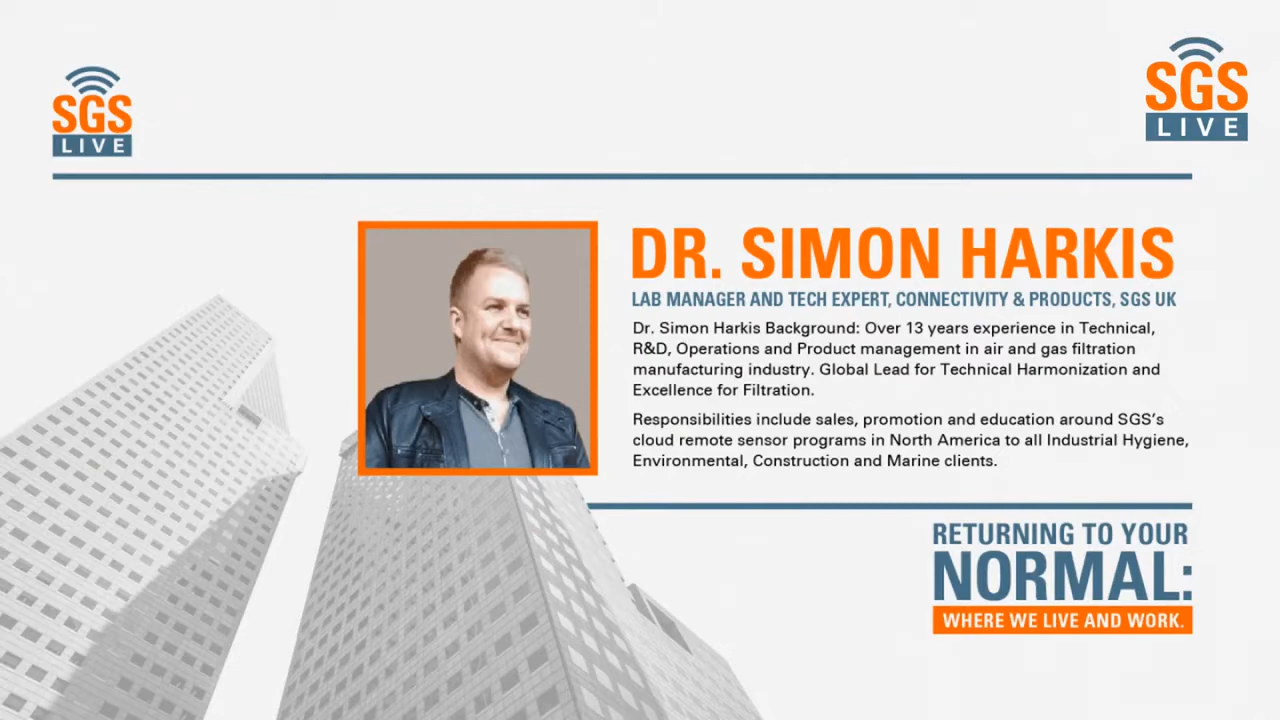 SGS
LIVE
SGS
LIVE
DR. SIMON HARKIS
LAB MANAGER AND TECH EXPERT, CONNECTIVITY & PRODUCTS, SGS UK
Dr. Simon Harkis Background: Over 13 years experience in Technical,
R&D, Operations and Product management in air and gas filtration
manufacturing industry. Global Lead for Technical Harmonization and
Excellence for Filtration.
Responsibilities include sales, promotion and education around SGS's
cloud remote sensor programs in North America to all Industrial Hygiene,
Environmental, Construction and Marine clients.
RETURNING TO YOUR
NORMAL:
WHERE WE LIVE AND WORK.